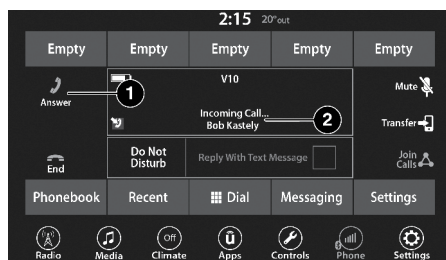 2:15 20°out
Empty Empty Empty Empty Empty
Answer
1
V10
Mute
Incoming Call...
Bob Kastely
2
Transfer
End
Do Not
Disturb
Reply With Text Message
Join
Calls
Phonebook Recent Dial Messaging Settings
Off
û
Radio Media Climate Apps Controls Phone Settings